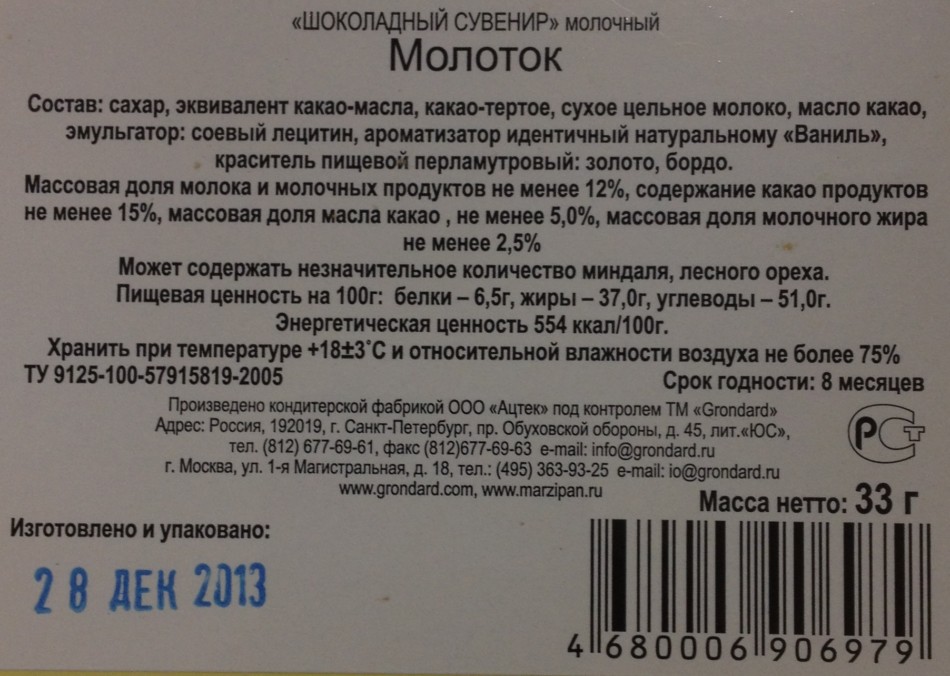 «ШОКОЛАДНЫЙ СУВЕНИР» молочный
Молоток
Состав: сахар, эквивалент какао-масла, какао-тертое, сухое цельное молоко, масло какао,
эмульгатор: соевый лецитин, ароматизатор идентичный натуральному «Ваниль»,
краситель пищевой перламутровый: золото, бордо.
Массовая доля молока и молочных продуктов не менее 12%, содержание какао продуктов
не менее 15%, массовая доля масла какао , не менее 5,0%, массовая доля молочного жира
не менее 2,5%
Может содержать незначительное количество миндаля, лесного ореха.
Пищевая ценность на 100г: белки – 6,5г, жиры – 37,0г, углеводы – 51,0г.
Энергетическая ценность 554 ккал/100г.
Хранить при температуре +18±3˚С и относительной влажности воздуха не более 75%
ТУ 9125-100-57915819-2005 Срок годности: 8 месяцев
Произведено кондитерской фабрикой ООО «Ацтек» под контролем ТМ «Grondard»
Адрес: Россия, 192019, г. Санкт-Петербург, пр. Обуховской обороны, д. 45, лит.«ЮС»,
тел. (812) 677-69-61, факс (812)677-69-63 e-mail: info@grondard.ru
г. Москва, ул. 1-я Магистральная, д. 18, тел.: (495) 363-93-25 e-mail: io@grondard.ru
www.grondard.com, www.marzipan.ru
РСТ
Масса нетто: 33 г
Изготовлено и упаковано:
28 ДЕК 2013
4 680006 906979